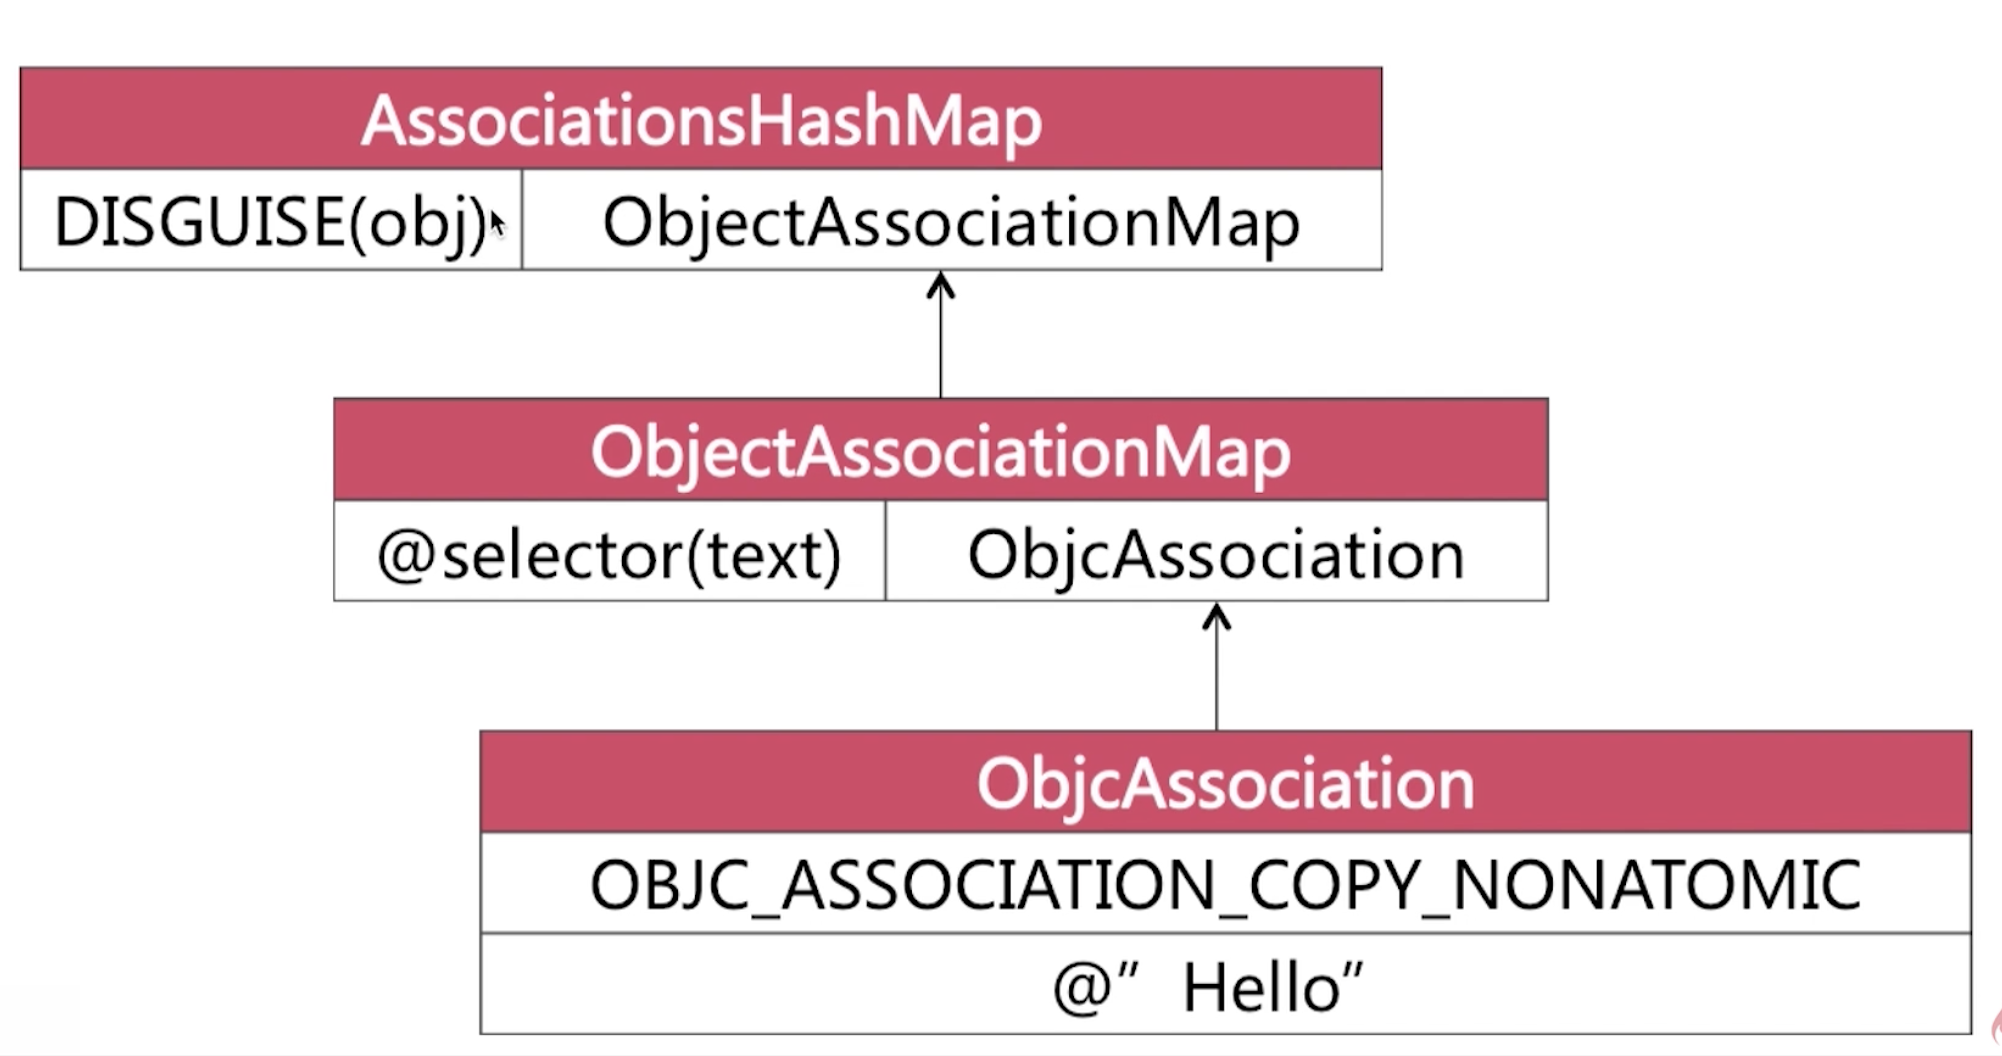 AssociationsHashMap
DISGUISE(obj) ObjectAssociationMap
ObjectAssociationMap
@selector(text) ObjcAssociation
ObjcAssociation
OBJC_ASSOCIATION_COPY_NONATOMIC
@” Hello”